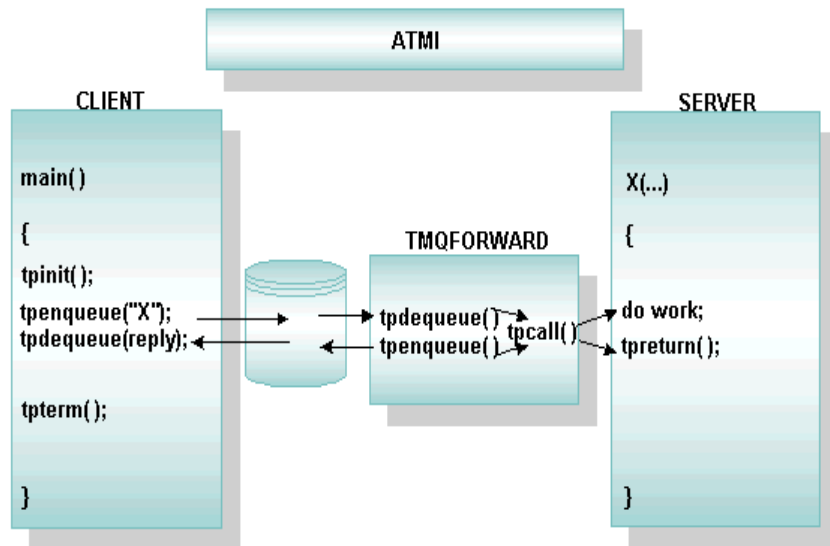 ATMI
CLIENT
main()
{
tpinit();
tpenqueue("X");
tpdequeue(reply);
tpterm();
}
TMQFORWARD
tpdequeue()
tpcall()
tpenqueue()
SERVER
X(...)
{
do work;
tpreturn();
}